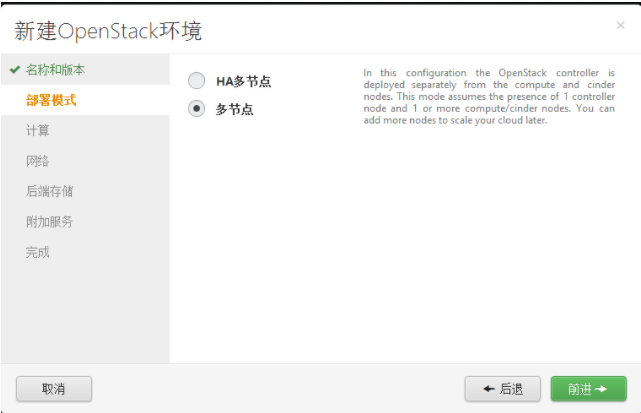 新建OpenStack环境
×
✔ 名称和版本
部署模式
计算
网络
后端存储
附加服务
完成
HA多节点
多节点
In this configuration the OpenStack controller is
deployed separately from the compute and cinder
nodes. This mode assumes the presence of 1 controller
node and 1 or more compute/cinder nodes. You can
add more nodes to scale your cloud later.
取消
← 后退
前进 →